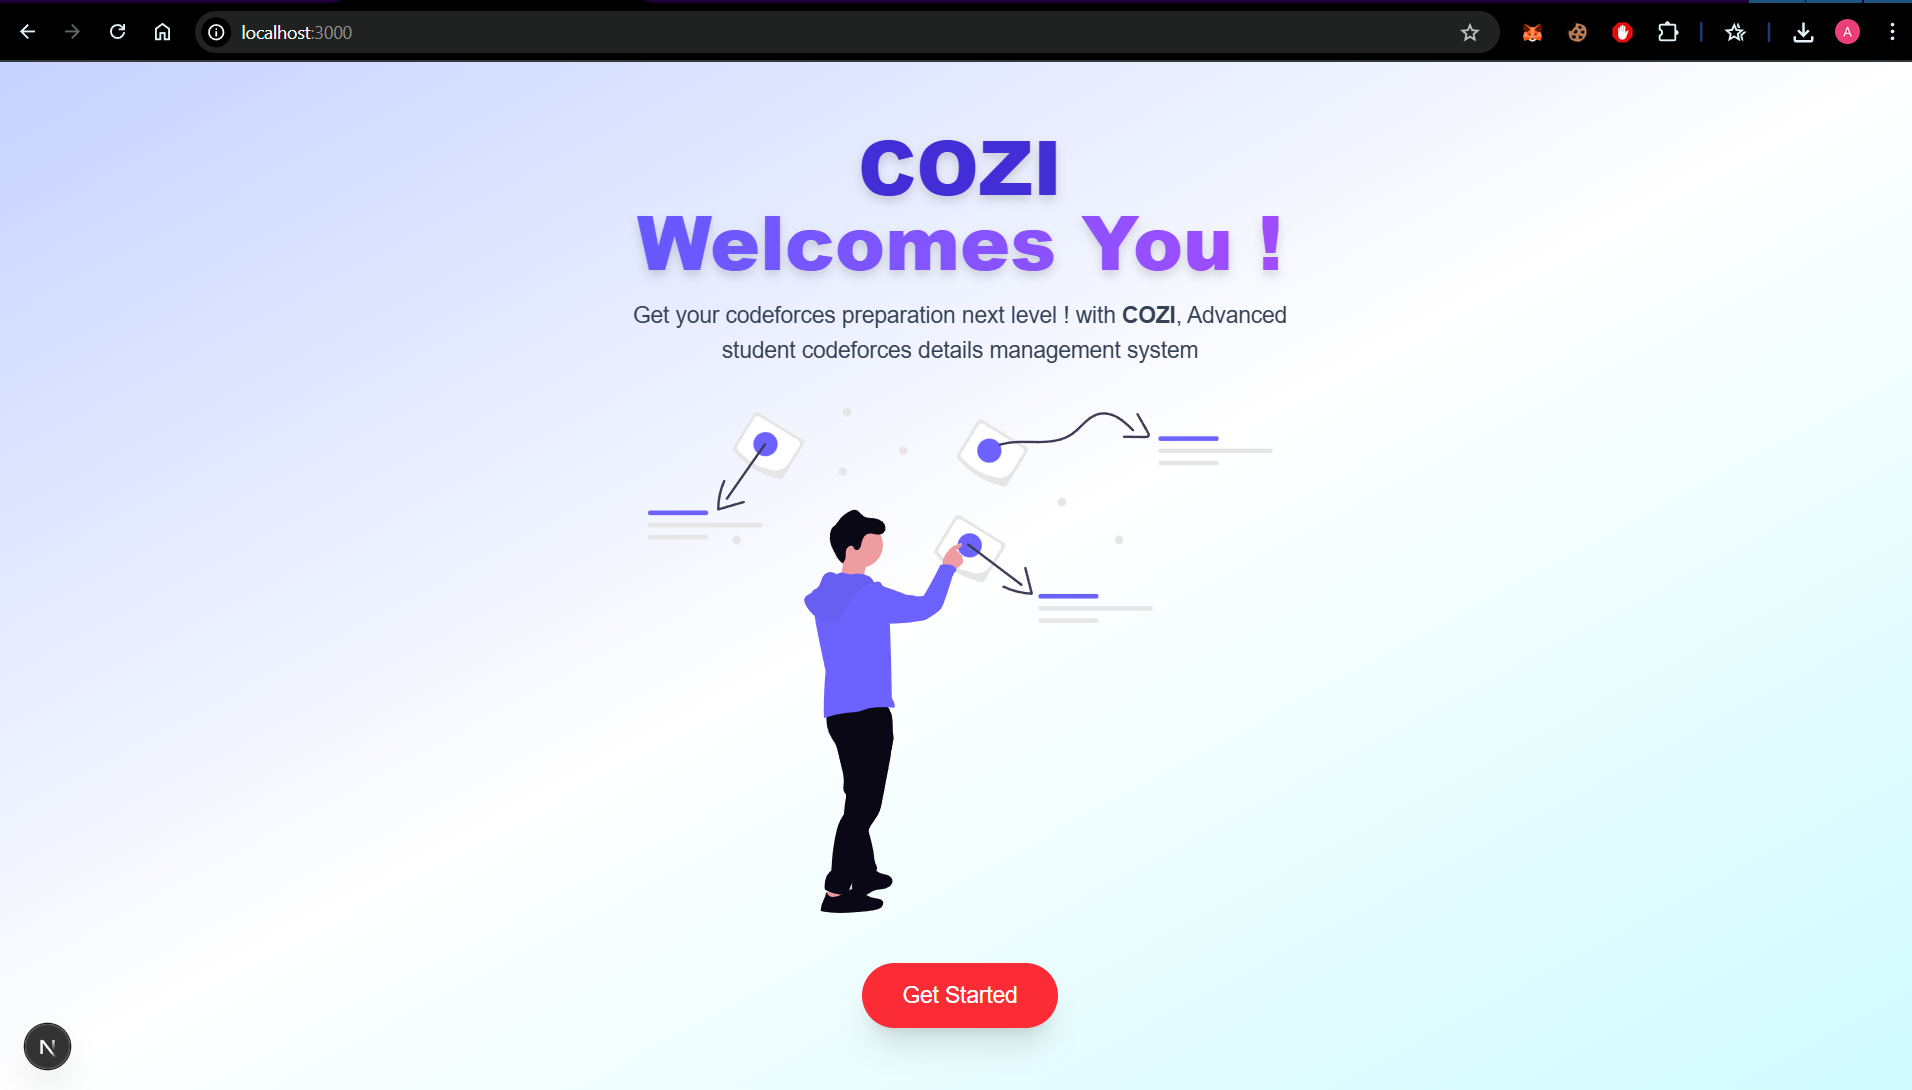 localhost:3000
A
COZI
Welcomes You !
Get your codeforces preparation next level ! with COZI, Advanced
student codeforces details management system
Get Started
N